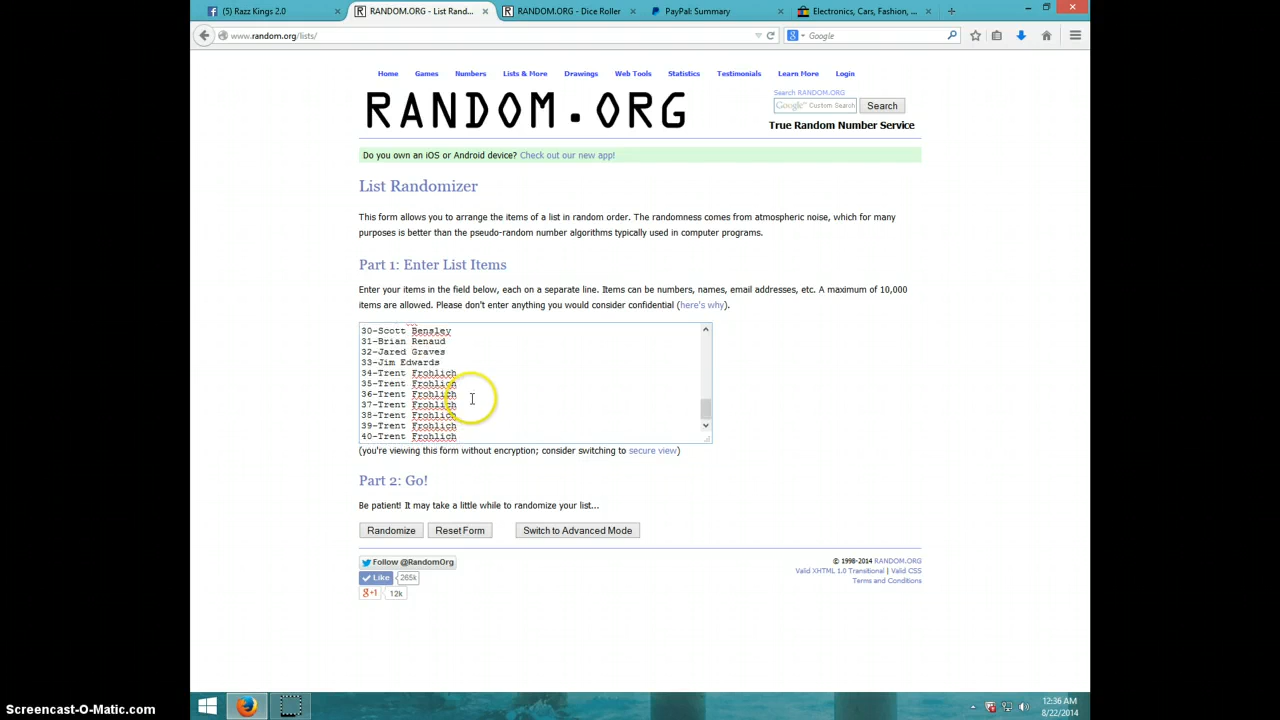 (5) Razz Kings 2.0
RANDOM.ORG - List Rand...
RANDOM.ORG - Dice Roller
PayPal: Summary
Electronics, Cars, Fashion, ...
www.random.org/lists/
Google
Home Games Numbers Lists & More Drawings Web Tools Statistics Testimonials Learn More Login
RANDOM.ORG
Search RANDOM.ORG
Google™ Custom Search
Search
True Random Number Service
Do you own an iOS or Android device? Check out our new app!
List Randomizer
This form allows you to arrange the items of a list in random order. The randomness comes from atmospheric noise, which for many
purposes is better than the pseudo-random number algorithms typically used in computer programs.
Part 1: Enter List Items
Enter your items in the field below, each on a separate line. Items can be numbers, names, email addresses, etc. A maximum of 10,000
items are allowed. Please don't enter anything you would consider confidential (here's why).
30-Scott Bensley
31-Brian Renaud
32-Jared Graves
33-Jim Edwards
34-Trent Frohlich
35-Trent Frohlich
36-Trent Frohlich
37-Trent Frohlich
38-Trent Frohlich
39-Trent Frohlich
40-Trent Frohlich
(you're viewing this form without encryption; consider switching to secure view)
Part 2: Go!
Be patient! It may take a little while to randomize your list...
Randomize Reset Form Switch to Advanced Mode
Follow @RandomOrg
Like 265k
g+1 12k
© 1998-2014 RANDOM.ORG
Valid XHTML 1.0 Transitional | Valid CSS
Terms and Conditions
12:36 AM
8/22/2014
Screencast-O-Matic.com